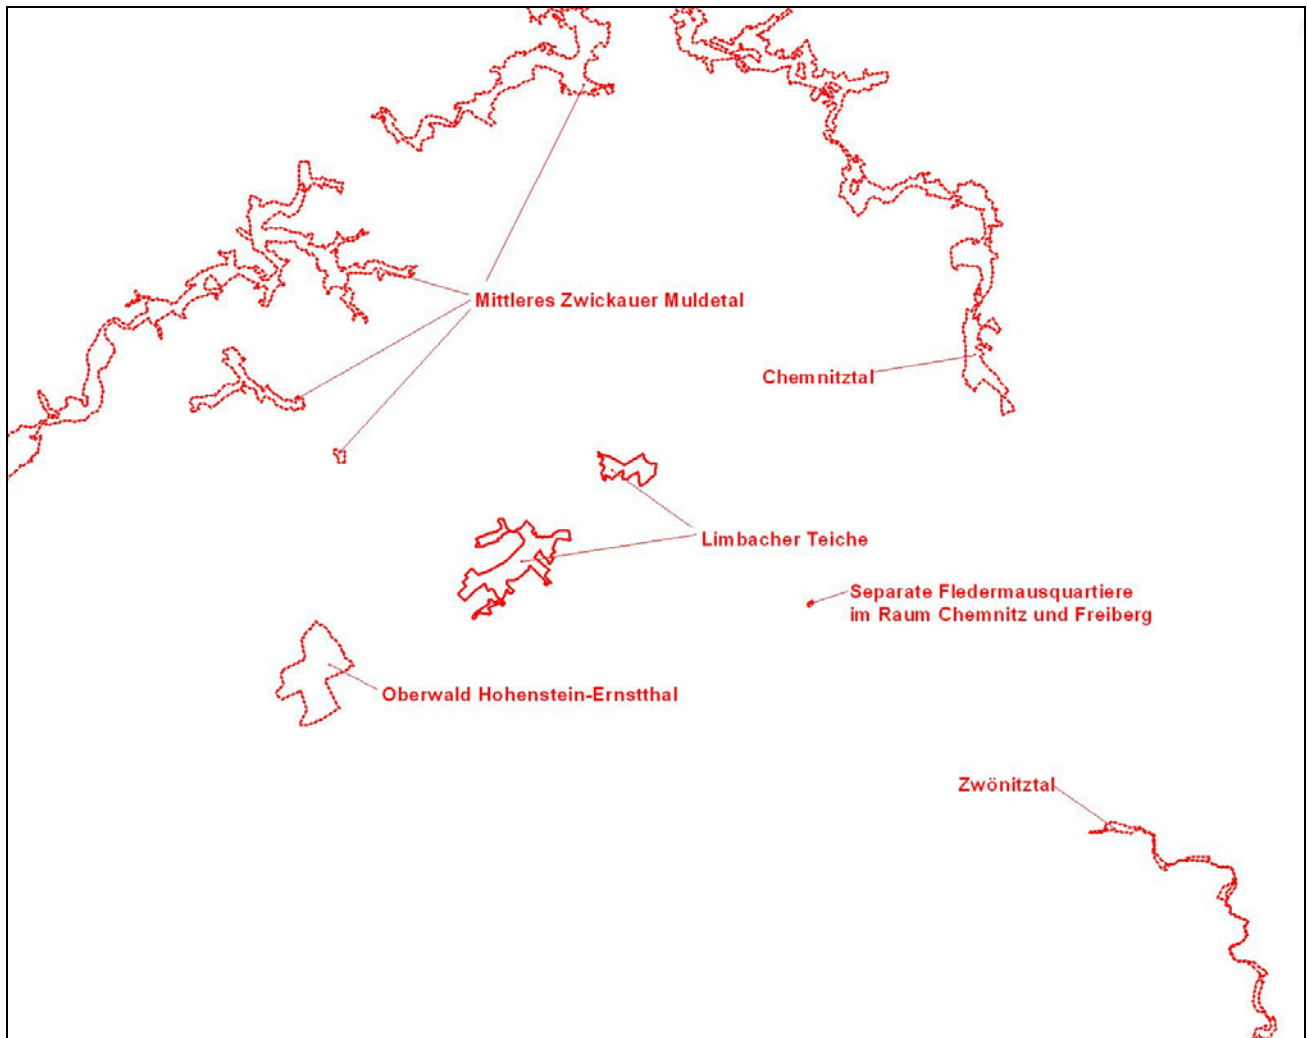 Mittleres Zwickauer Muldetal
Chemnitztal
Limbacher Teiche
Separate Fledermausquartiere
im Raum Chemnitz und Freiberg
Oberwald Hohenstein-Ernstthal
Zwönitztal